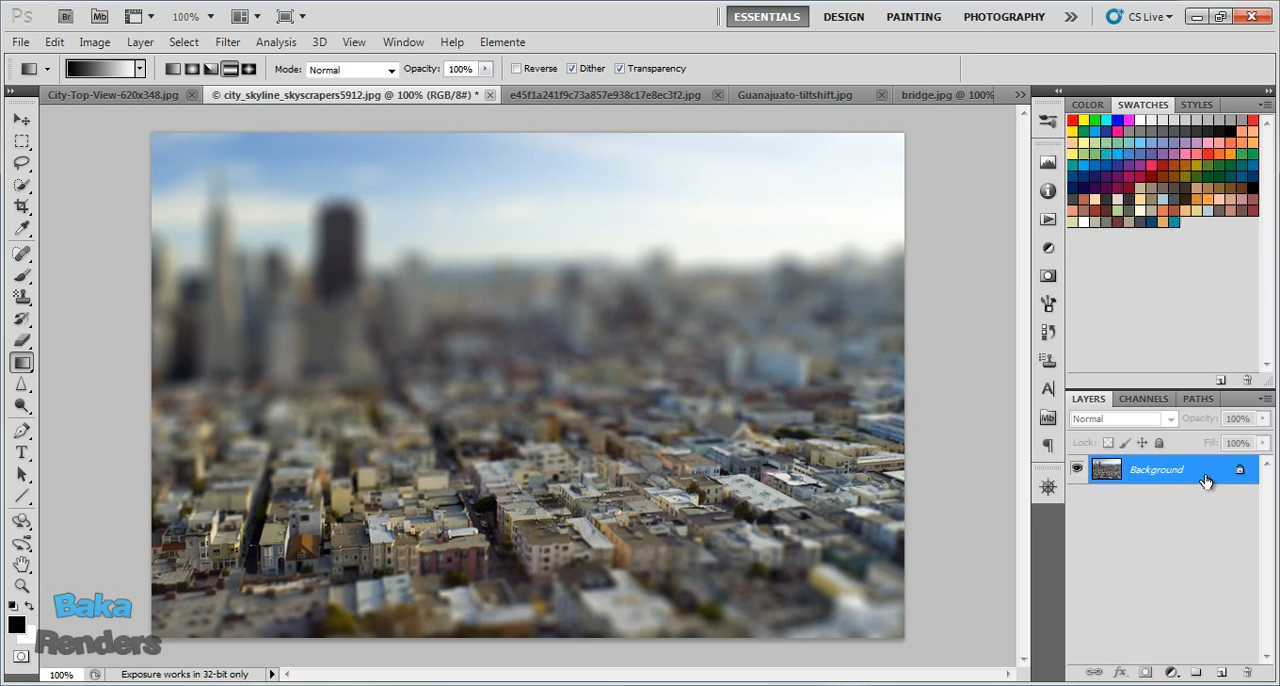 Ps Br Mb 100% ESSENTIALS DESIGN PAINTING PHOTOGRAPHY CS Live
File Edit Image Layer Select Filter Analysis 3D View Window Help Elemente
Mode: Normal Opacity: 100% Reverse Dither Transparency
City-Top-View-620x348.jpg © city_skyline_skyscrapers5912.jpg @ 100% (RGB/8#) * e45f1a241f9c73a857e938c17e8ec3f2.jpg Guanajuato-tiltshift.jpg bridge.jpg @ 100%
COLOR SWATCHES STYLES
LAYERS CHANNELS PATHS
Normal Opacity: 100%
Lock: Fill: 100%
Background
Mb
Baka
Renders
100% Exposure works in 32-bit only